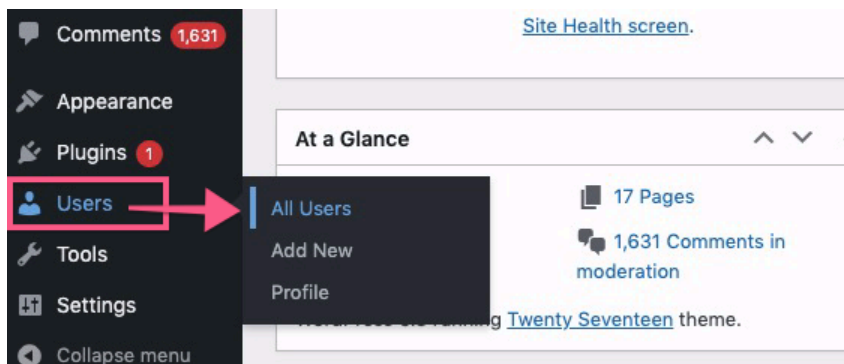 Comments 1,631
Appearance
Plugins 1
Users
Tools
Settings
Collapse menu
All Users
Add New
Profile
Site Health screen.
At a Glance
17 Pages
1,631 Comments in
moderation
running Twenty Seventeen theme.